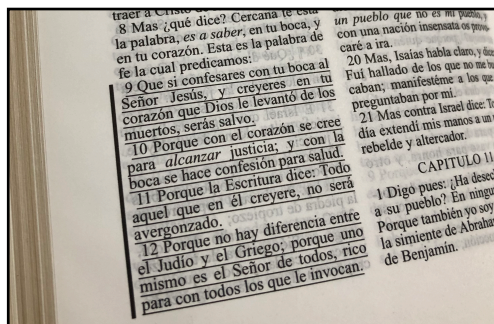 traer a Cristo de
8 Mas ¿qué dice? Cercana te está
la palabra, es a saber, en tu boca, y
en tu corazón. Esta es la palabra de
fe la cual predicamos:
9 Que si confesares con tu boca al
Señor Jesús, y creyeres en tu
corazón que Dios le levantó de los
muertos, serás salvo.
10 Porque con el corazón se cree
para alcanzar justicia; y con la
boca se hace confesión para salud.
11 Porque la Escritura dice: Todo
aquel que en él creyere, no será
avergonzado.
12 Porque no hay diferencia entre
el Judío y el Griego; porque uno
mismo es el Señor de todos, rico
para con todos los que le invocan.
un pueblo que no es mi pueblo, y
con una nación insensata os provo-
caré a ira.
20 Mas, Isaías habla claro, y dice
Fui hallado de los que no me bu
caban; manifestéme a los que
preguntaban por mí.
21 Mas contra Israel dice: To
día extendí mis manos a un
rebelde y altercador.
CAPITULO 11
1 Digo pues: ¿Ha desec
a su pueblo? En ningu
Porque también yo soy
la simiente de Abraha
de Benjamín.